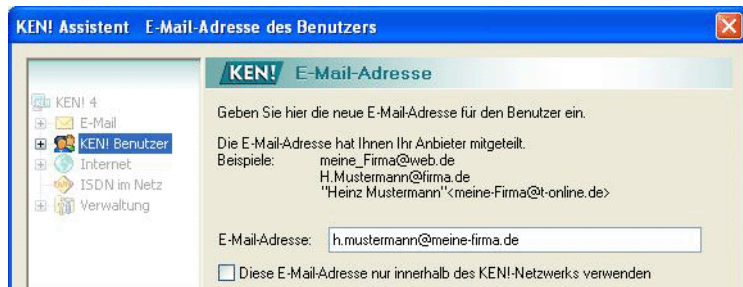 KEN! Assistent E-Mail-Adresse des Benutzers
KEN! E-Mail-Adresse
KEN! 4
E-Mail
KEN! Benutzer
Internet
ISDN im Netz
Verwaltung
Geben Sie hier die neue E-Mail-Adresse für den Benutzer ein.
Die E-Mail-Adresse hat Ihnen Ihr Anbieter mitgeteilt.
Beispiele: meine_Firma@web.de
H.Mustermann@firma.de
"Heinz Mustermann"<meine-Firma@t-online.de>
E-Mail-Adresse: h.mustermann@meine-firma.de
Diese E-Mail-Adresse nur innerhalb des KEN!-Netzwerks verwenden